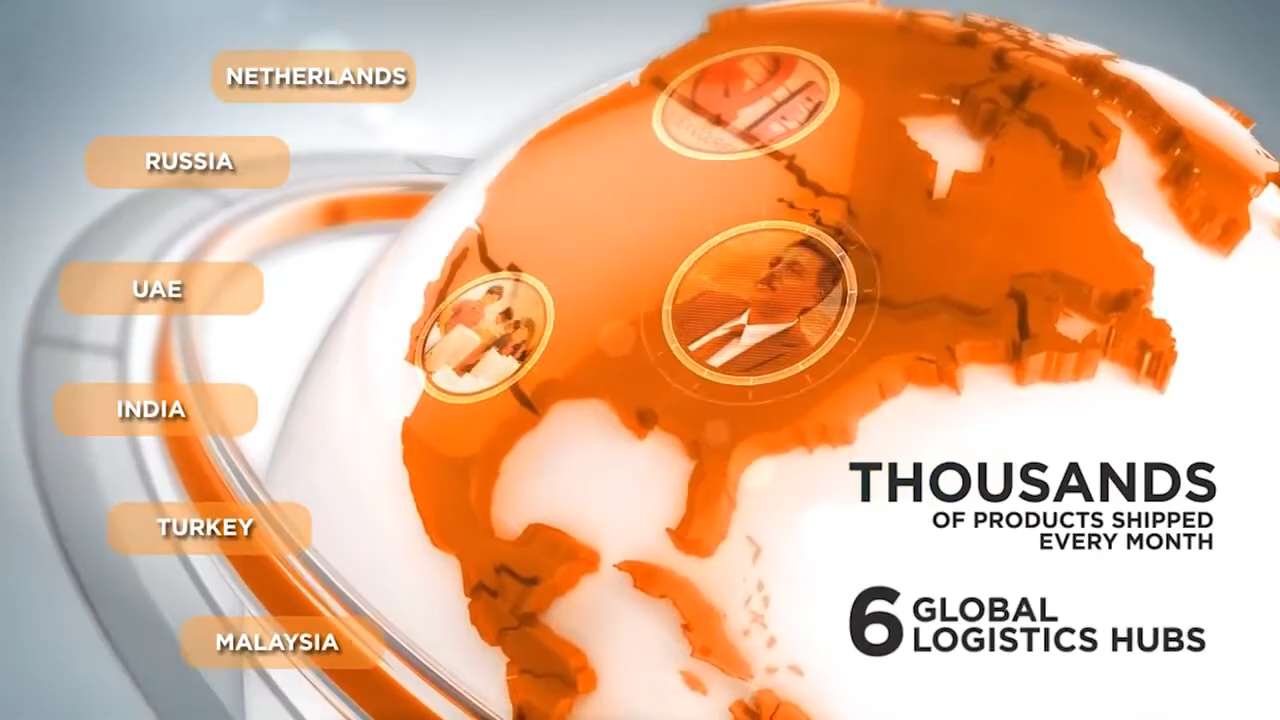 NETHERLANDS
RUSSIA
UAE
INDIA
TURKEY
MALAYSIA
THOUSANDS
OF PRODUCTS SHIPPED
EVERY MONTH
6 GLOBAL
LOGISTICS HUBS